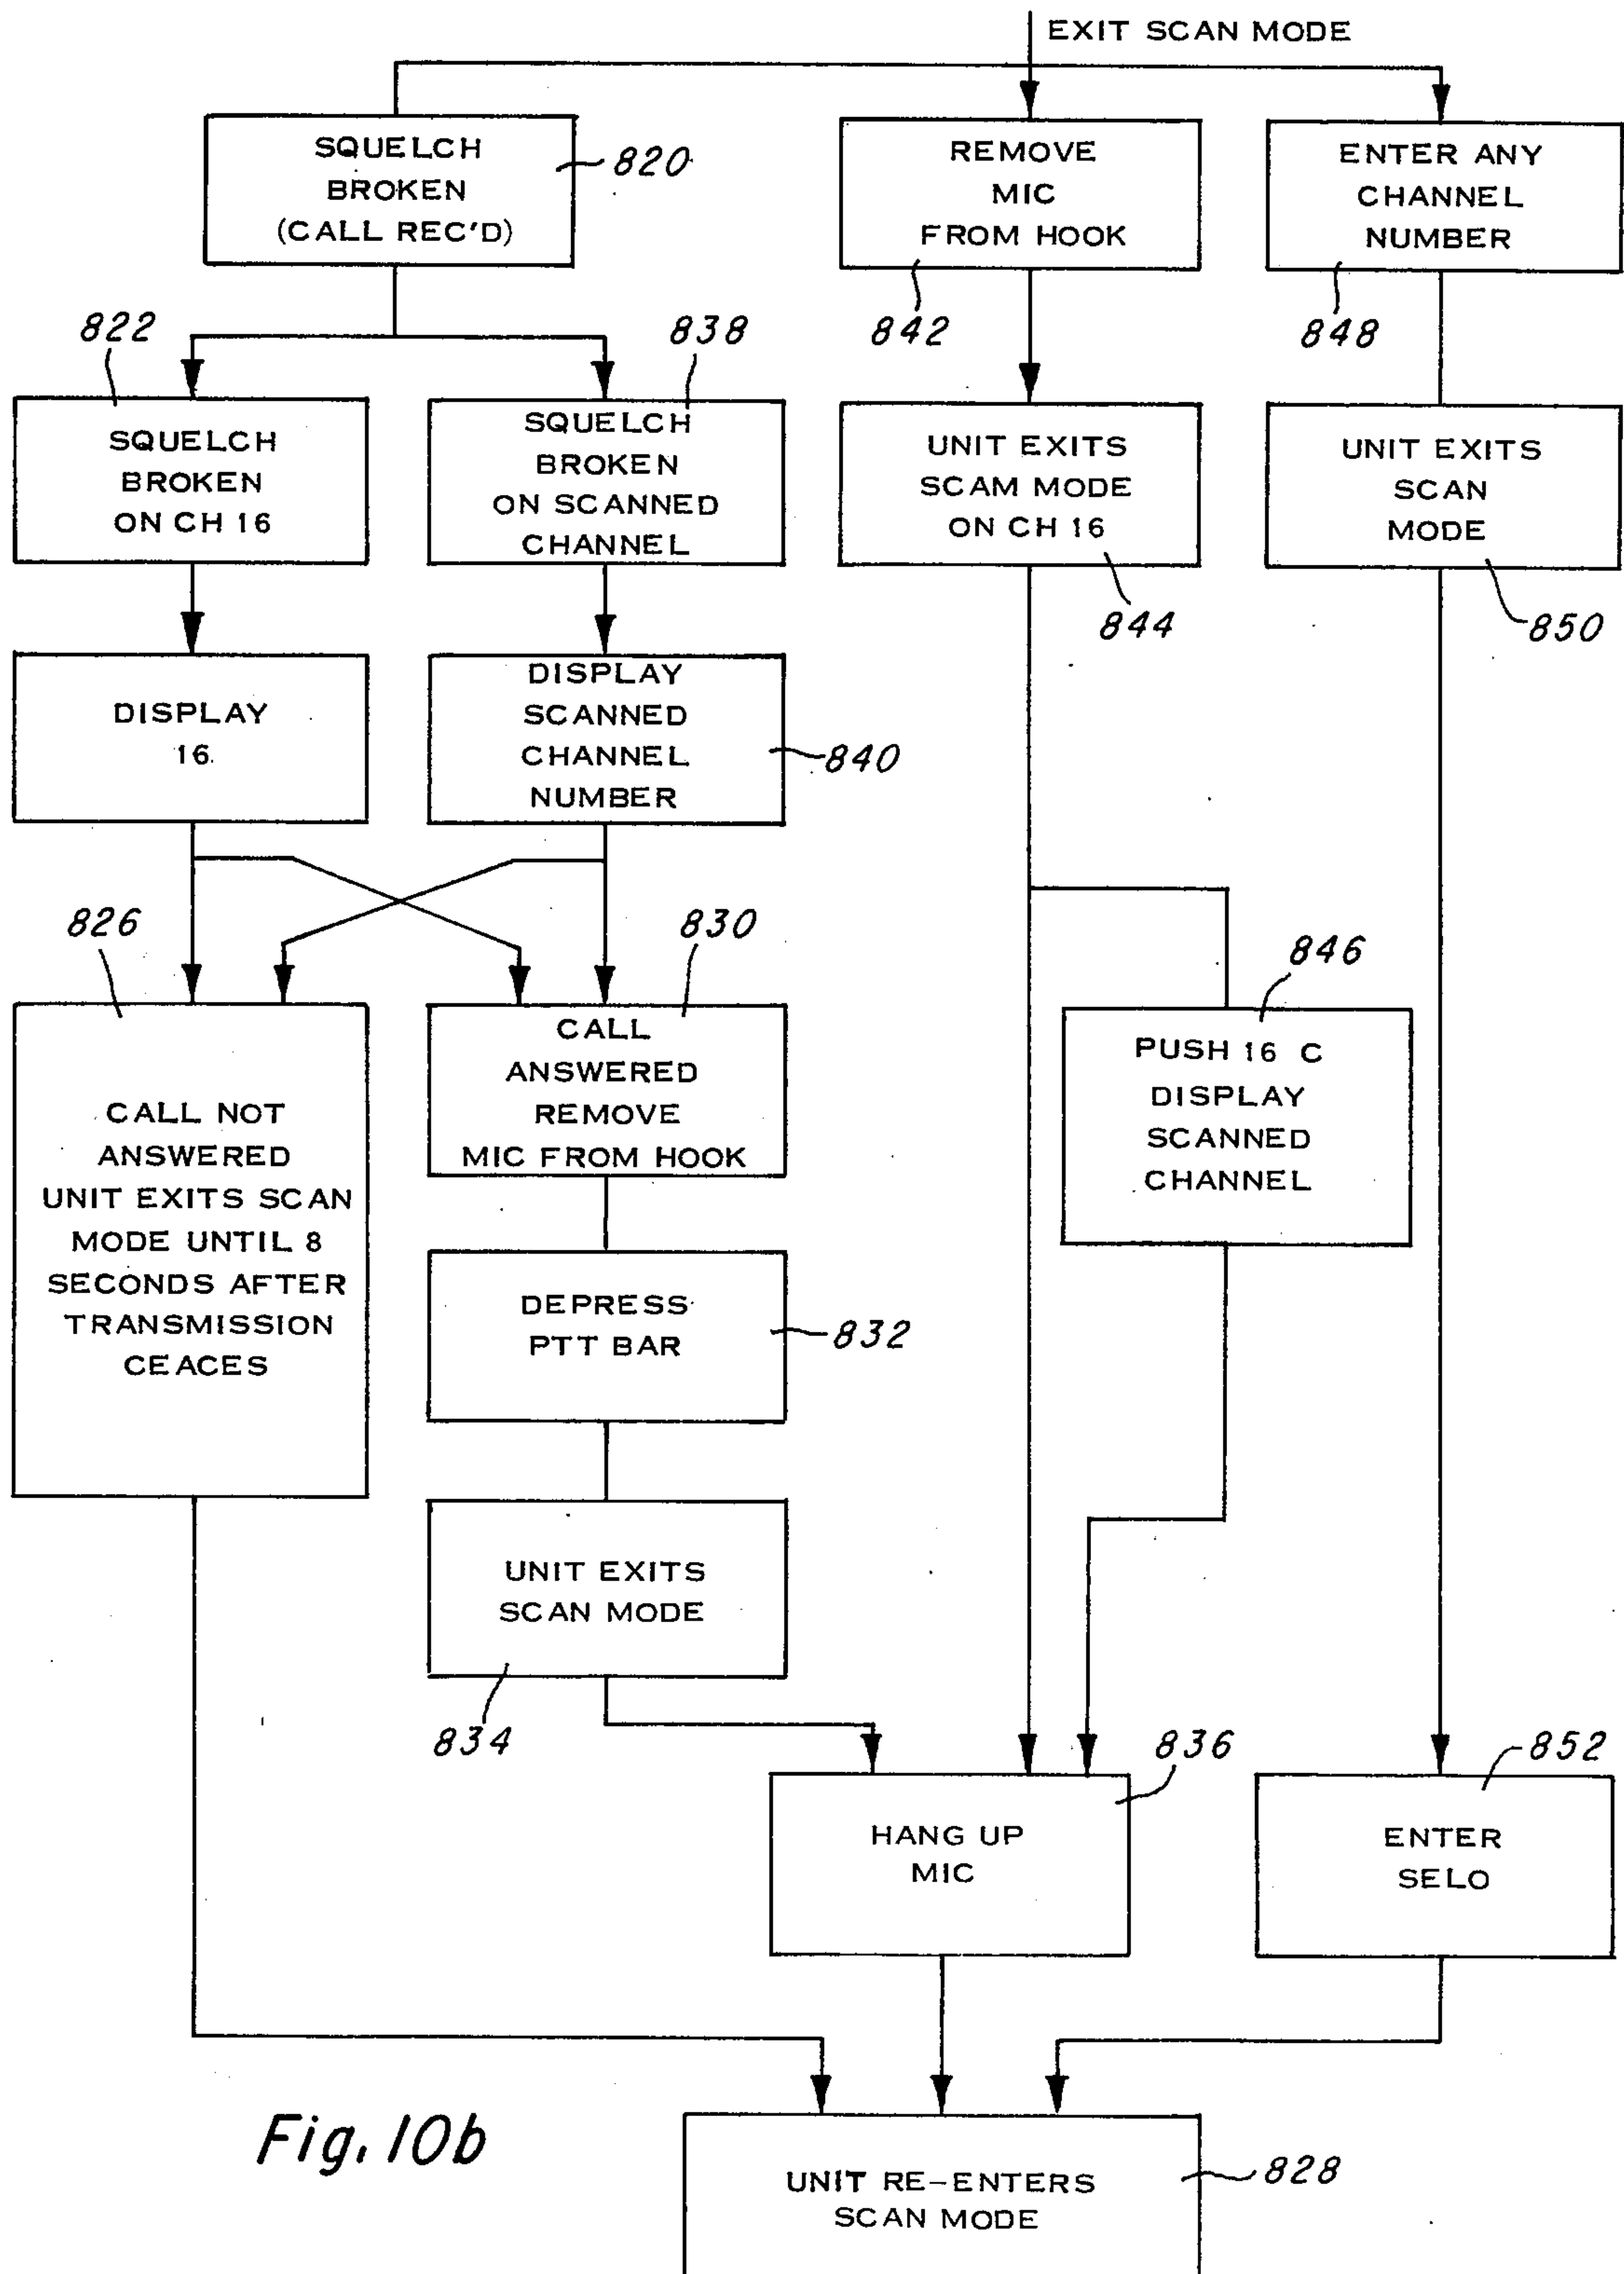 EXIT SCAN MODE
SQUELCH
BROKEN
(CALL REC'D)
820
REMOVE
MIC
FROM HOOK
842
ENTER ANY
CHANNEL
NUMBER
848
822
838
SQUELCH
BROKEN
ON CH 16
SQUELCH
BROKEN
ON SCANNED
CHANNEL
UNIT EXITS
SCAM MODE
ON CH 16
844
UNIT EXITS
SCAN
MODE
850
DISPLAY
16
DISPLAY
SCANNED
CHANNEL
NUMBER
840
826
830
846
CALL NOT
ANSWERED
UNIT EXITS SCAN
MODE UNTIL 8
SECONDS AFTER
TRANSMISSION
CEACES
CALL
ANSWERED
REMOVE
MIC FROM HOOK
PUSH 16 C
DISPLAY
SCANNED
CHANNEL
DEPRESS
PTT BAR
832
UNIT EXITS
SCAN MODE
834
836
852
HANG UP
MIC
ENTER
SELO
Fig. 10b
UNIT RE-ENTERS
SCAN MODE
828